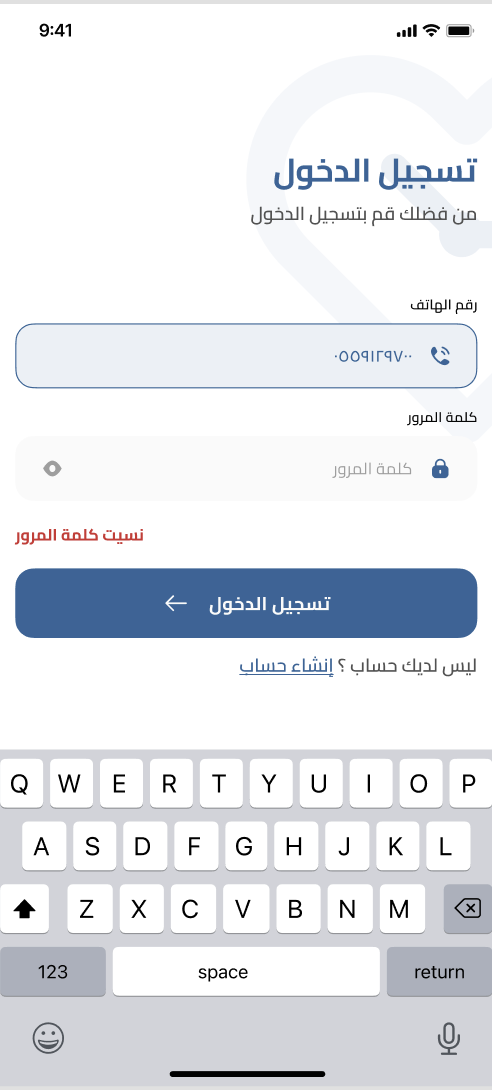 9:41
تسجيل الدخول
من فضلك قم بتسجيل الدخول
رقم الهاتف
٠٥٥٩١٢٩٧٠٠
كلمة المرور
كلمة المرور
نسيت كلمة المرور
تسجيل الدخول
ليس لديك حساب ؟ إنشاء حساب
Q W E R T Y U I O P
A S D F G H J K L
Z X C V B N M
123 space return